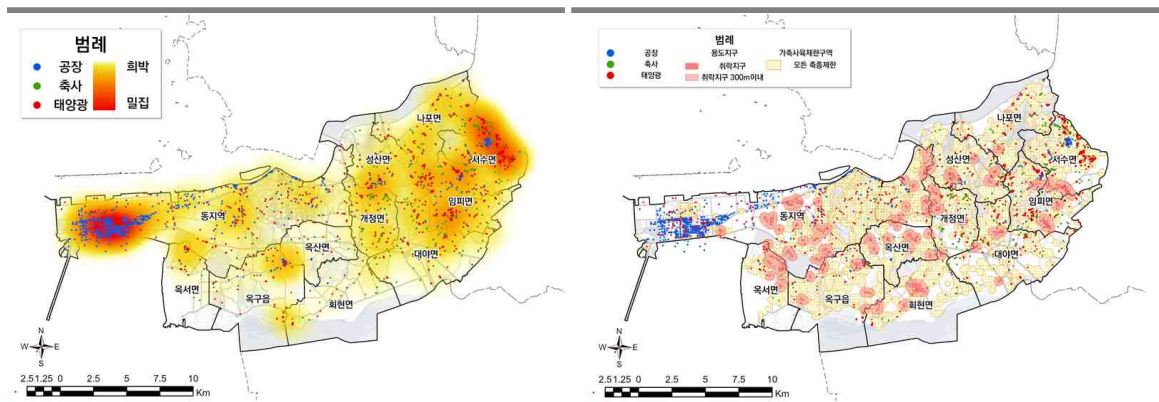 범례
공장
축사
태양광
희박
밀집
나포면
성산면
서수면
임피면
동지역
개정면
옥산면
대야면
옥서면
옥구읍
회현면
N
W E
S
2.5 1.25 0 2.5 5 7.5 10
Km
범례
공장 용도지구 가축사육제한구역
축사 취락지구 모든 축종제한
태양광 취락지구 300m이내
나포면
성산면
서수면
임피면
동지역
개정면
옥산면
대야면
옥서면
옥구읍
회현면
N
W E
S
2.5 1.25 0 2.5 5 7.5 10
Km